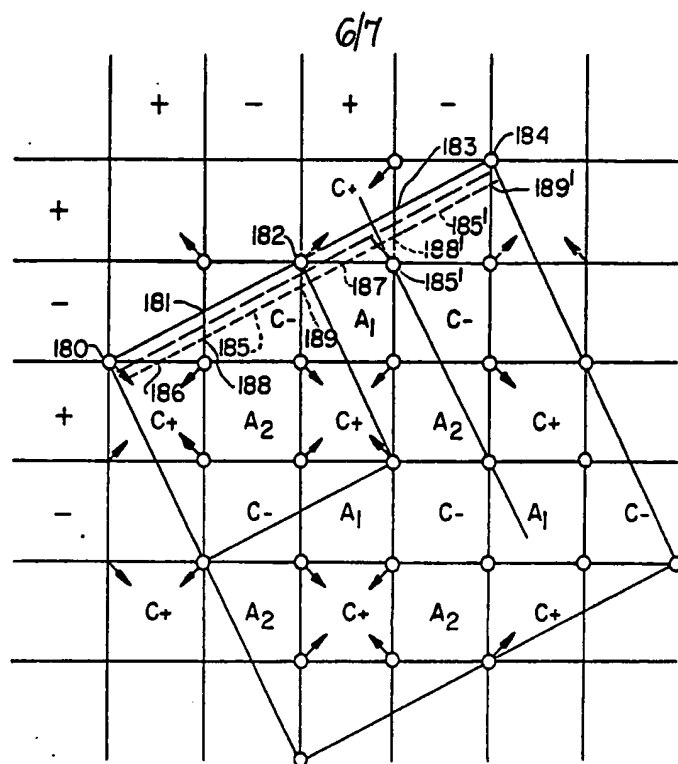 6/7
+ - + -
184
183
C+
189'
+
185'
182
188'
187
185'
181
- C- A1 C-
185 189
180
186 188
+ C+ A2 C+ A2 C+
- C- A1 C- A1 C-
C+ A2 C+ A2 C+